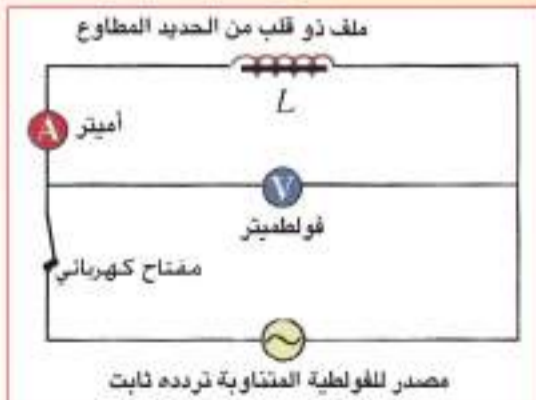 ملف ذو قلب من الحديد المطاوع
L
A
أميتر
V
فولطميتر
مفتاح كهربائي
مصدر للفولطية المتناوبة تردده ثابت